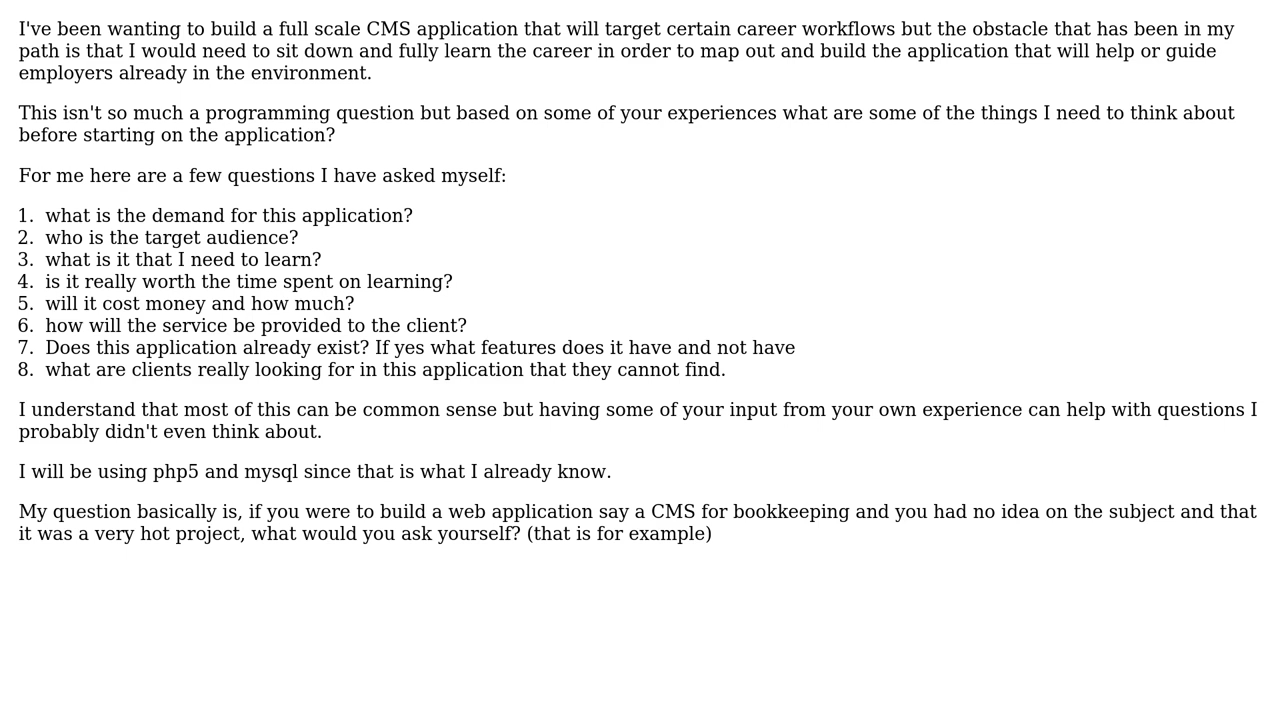 I've been wanting to build a full scale CMS application that will target certain career workflows but the obstacle that has been in my
path is that I would need to sit down and fully learn the career in order to map out and build the application that will help or guide
employers already in the environment.
This isn't so much a programming question but based on some of your experiences what are some of the things I need to think about
before starting on the application?
For me here are a few questions I have asked myself:
1. what is the demand for this application?
2. who is the target audience?
3. what is it that I need to learn?
4. is it really worth the time spent on learning?
5. will it cost money and how much?
6. how will the service be provided to the client?
7. Does this application already exist? If yes what features does it have and not have
8. what are clients really looking for in this application that they cannot find.
I understand that most of this can be common sense but having some of your input from your own experience can help with questions I
probably didn't even think about.
I will be using php5 and mysql since that is what I already know.
My question basically is, if you were to build a web application say a CMS for bookkeeping and you had no idea on the subject and that
it was a very hot project, what would you ask yourself? (that is for example)